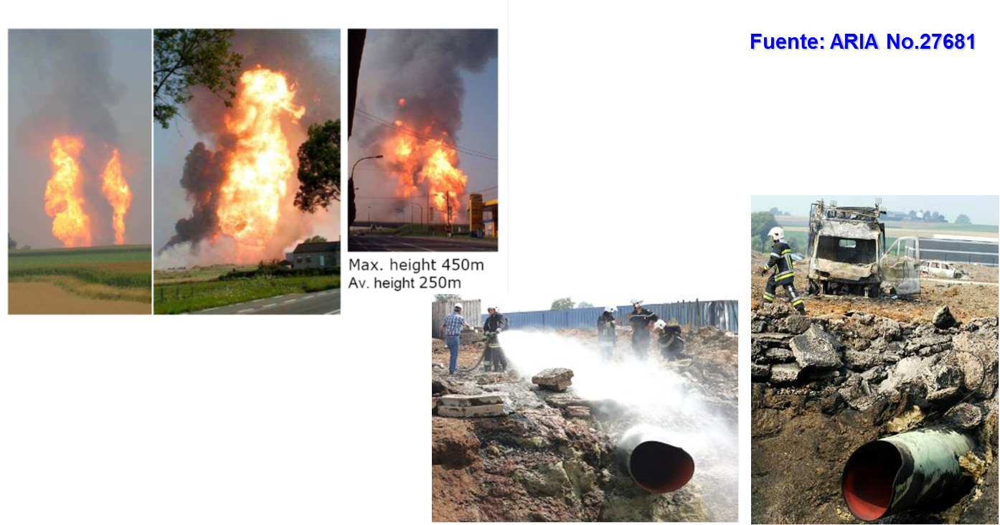 Fuente: ARIA No.27681
Max. height 450m
Av. height 250m